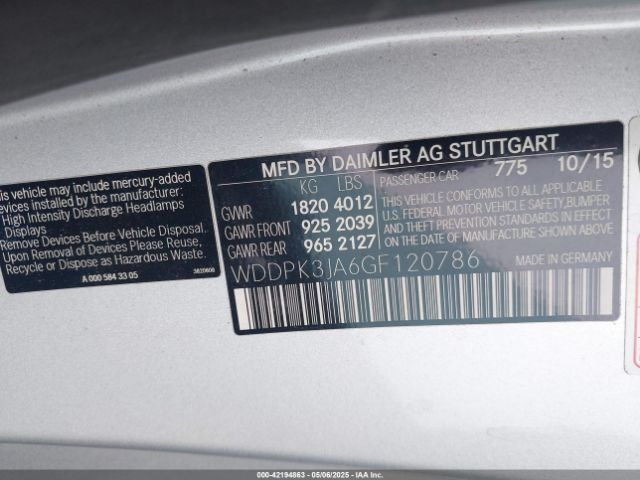 This vehicle may include mercury-added
devices installed by the manufacturer:
High Intensity Discharge Headlamps
Displays
Remove Devices Before Vehicle Disposal.
Upon Removal of Devices Please Reuse,
Recycle or Dispose as Hazardous Waste.
A 000 584 33 05
MFD BY DAIMLER AG STUTTGART
KG LBS
PASSENGER CAR 775 10/15
GVWR 1820 4012
GAWR FRONT 925 2039
GAWR REAR 965 2127
THIS VEHICLE CONFORMS TO ALL APPLICABLE
U.S. FEDERAL MOTOR VEHICLE SAFETY,BUMPER
AND THEFT PREVENTION STANDARDS IN EFFECT
ON THE DATE OF MANUFACTURE SHOWN ABOVE.
WDDPK3JA6GF120786
MADE IN GERMANY
000-42194863 - 05/06/2025 - IAAI.COM